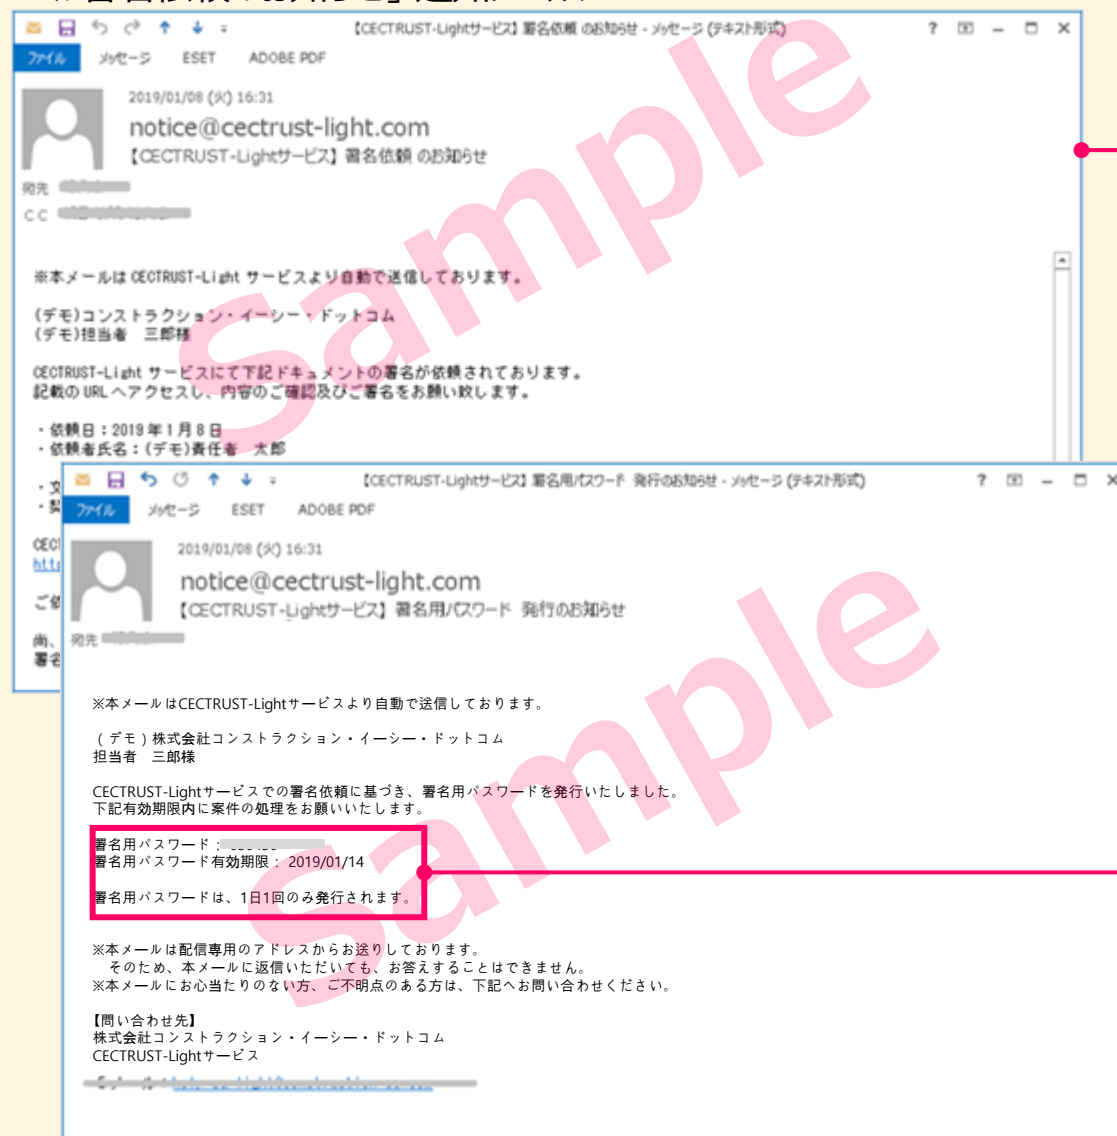 【CECTRUST-Lightサービス】署名依頼 のお知らせ - メッセージ (テキスト形式)
ファイル メッセージ ESET ADOBE PDF
2019/01/08 (火) 16:31
notice@cectrust-light.com
【CECTRUST-Lightサービス】署名依頼 のお知らせ
宛先
CC
※本メールは CECTRUST-Light サービスより自動で送信しております。
(デモ)コンストラクション・イーシー・ドットコム
(デモ)担当者 三郎様
CECTRUST-Light サービスにて下記ドキュメントの署名が依頼されております。
記載の URL へアクセスし、内容のご確認及びご署名をお願い致します。
・依頼日：2019 年 1 月 8 日
・依頼者氏名：(デモ)責任者 太郎
・文
・契
CECT
http
ご依
尚、
署名
Sample
【CECTRUST-Lightサービス】署名用パスワード 発行のお知らせ - メッセージ (テキスト形式)
ファイル メッセージ ESET ADOBE PDF
2019/01/08 (火) 16:31
notice@cectrust-light.com
【CECTRUST-Lightサービス】署名用パスワード 発行のお知らせ
宛先
※本メールはCECTRUST-Lightサービスより自動で送信しております。
(デモ)株式会社コンストラクション・イーシー・ドットコム
担当者 三郎様
CECTRUST-Lightサービスでの署名依頼に基づき、署名用パスワードを発行いたしました。
下記有効期限内に案件の処理をお願いいたします。
署名用パスワード：
署名用パスワード有効期限： 2019/01/14
署名用パスワードは、1日1回のみ発行されます。
※本メールは配信専用のアドレスからお送りしております。
そのため、本メールに返信いただいても、お答えすることはできません。
※本メールにお心当たりのない方、ご不明点のある方は、下記へお問い合わせください。
【問い合わせ先】
株式会社コンストラクション・イーシー・ドットコム
CECTRUST-Lightサービス
Sample